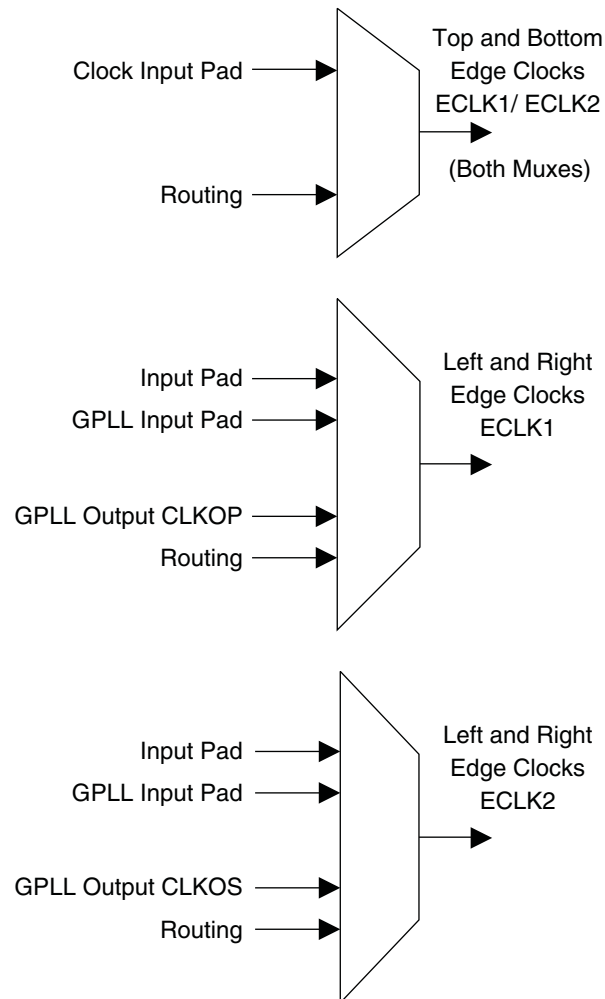 Clock Input Pad
Routing
Top and Bottom
Edge Clocks
ECLK1/ ECLK2
(Both Muxes)
Input Pad
GPLL Input Pad
GPLL Output CLKOP
Routing
Left and Right
Edge Clocks
ECLK1
Input Pad
GPLL Input Pad
GPLL Output CLKOS
Routing
Left and Right
Edge Clocks
ECLK2